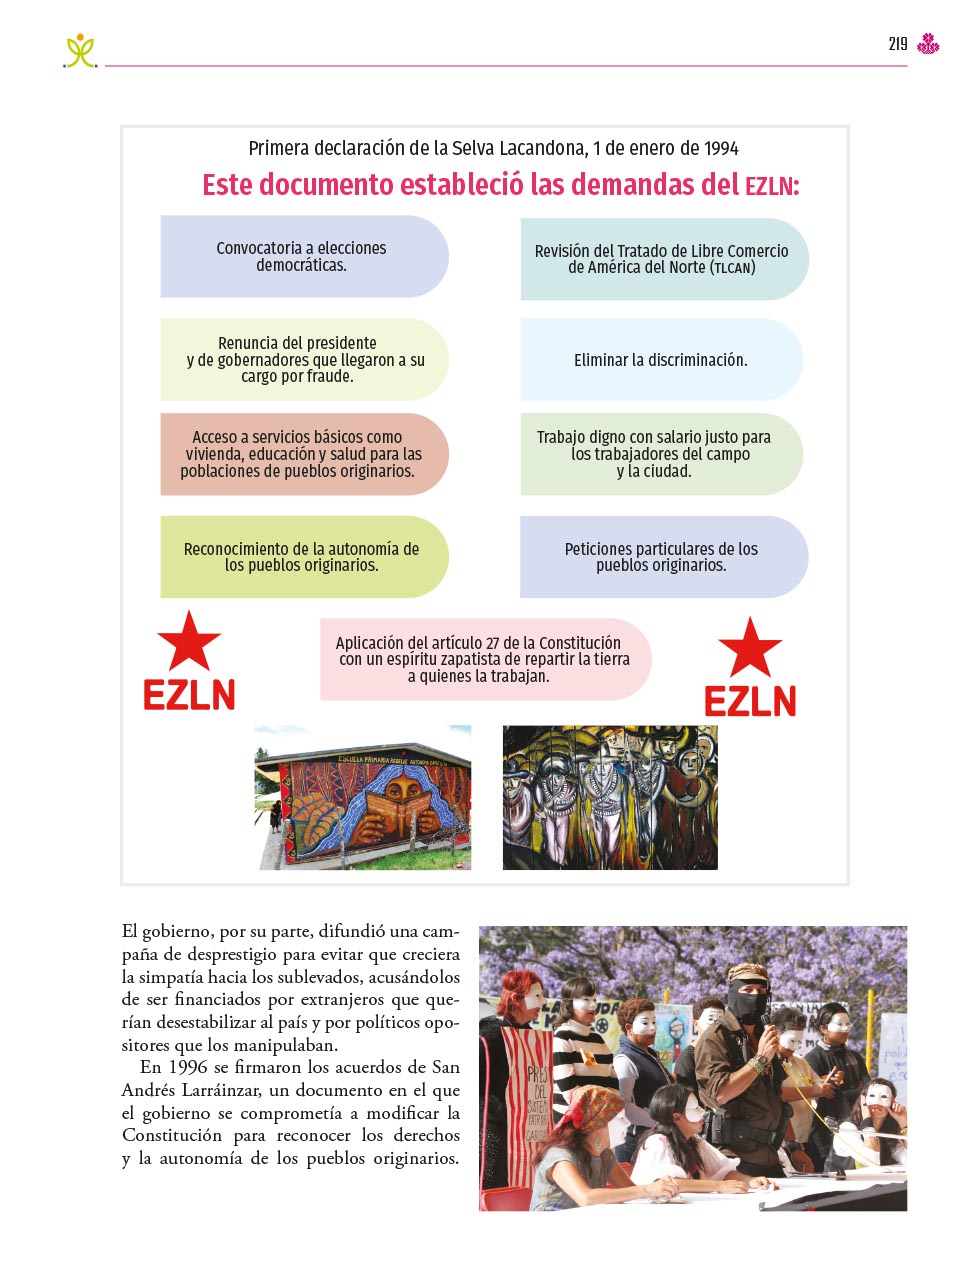 219
Primera declaración de la Selva Lacandona, 1 de enero de 1994
Este documento estableció las demandas del EZLN:
Convocatoria a elecciones
democráticas.
Revisión del Tratado de Libre Comercio
de América del Norte (TLCAN)
Renuncia del presidente
y de gobernadores que llegaron a su
cargo por fraude.
Eliminar la discriminación.
Acceso a servicios básicos como
vivienda, educación y salud para las
poblaciones de pueblos originarios.
Trabajo digno con salario justo para
los trabajadores del campo
y la ciudad.
Reconocimiento de la autonomía de
los pueblos originarios.
Peticiones particulares de los
pueblos originarios.
Aplicación del artículo 27 de la Constitución
con un espíritu zapatista de repartir la tierra
a quienes la trabajan.
EZLN
EZLN
ESCUELA PRIMARIA REBELDE AUTONOMA ZAPATISTA
El gobierno, por su parte, difundió una cam-
paña de desprestigio para evitar que creciera
la simpatía hacia los sublevados, acusándolos
de ser financiados por extranjeros que que-
rían desestabilizar al país y por políticos opo-
sitores que los manipulaban.
En 1996 se firmaron los acuerdos de San
Andrés Larráinzar, un documento en el que
el gobierno se comprometía a modificar la
Constitución para reconocer los derechos
y la autonomía de los pueblos originarios.
PRES
DEL
SISTEM